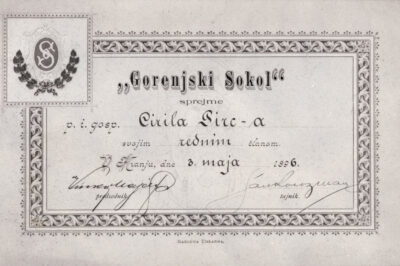 „Gorenjski Sokol“
sprejme
p. i. gosp. Cirila Pirc-a
svojim rednim članom.
V Kranju, dne 3. maja 1896.
predsednik.
tajnik.